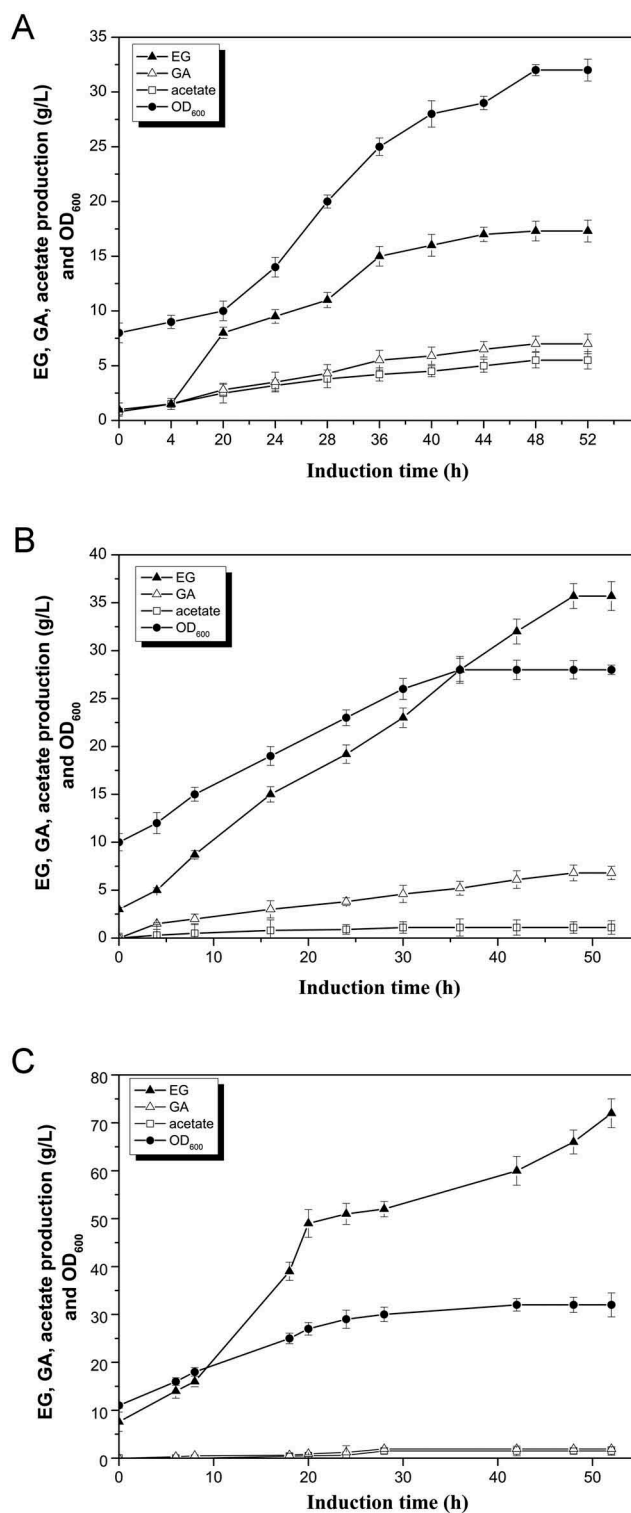 A
EG, GA, acetate production (g/L)
and OD600
35
30
25
20
15
10
5
0
EG
GA
acetate
OD600
0 4 20 24 28 36 40 44 48 52
Induction time (h)
B
EG, GA, acetate production (g/L)
and OD600
40
35
30
25
20
15
10
5
0
EG
GA
acetate
OD600
0 10 20 30 40 50
Induction time (h)
C
EG, GA, acetate production (g/L)
and OD600
80
70
60
50
40
30
20
10
0
EG
GA
acetate
OD600
0 10 20 30 40 50
Induction time (h)